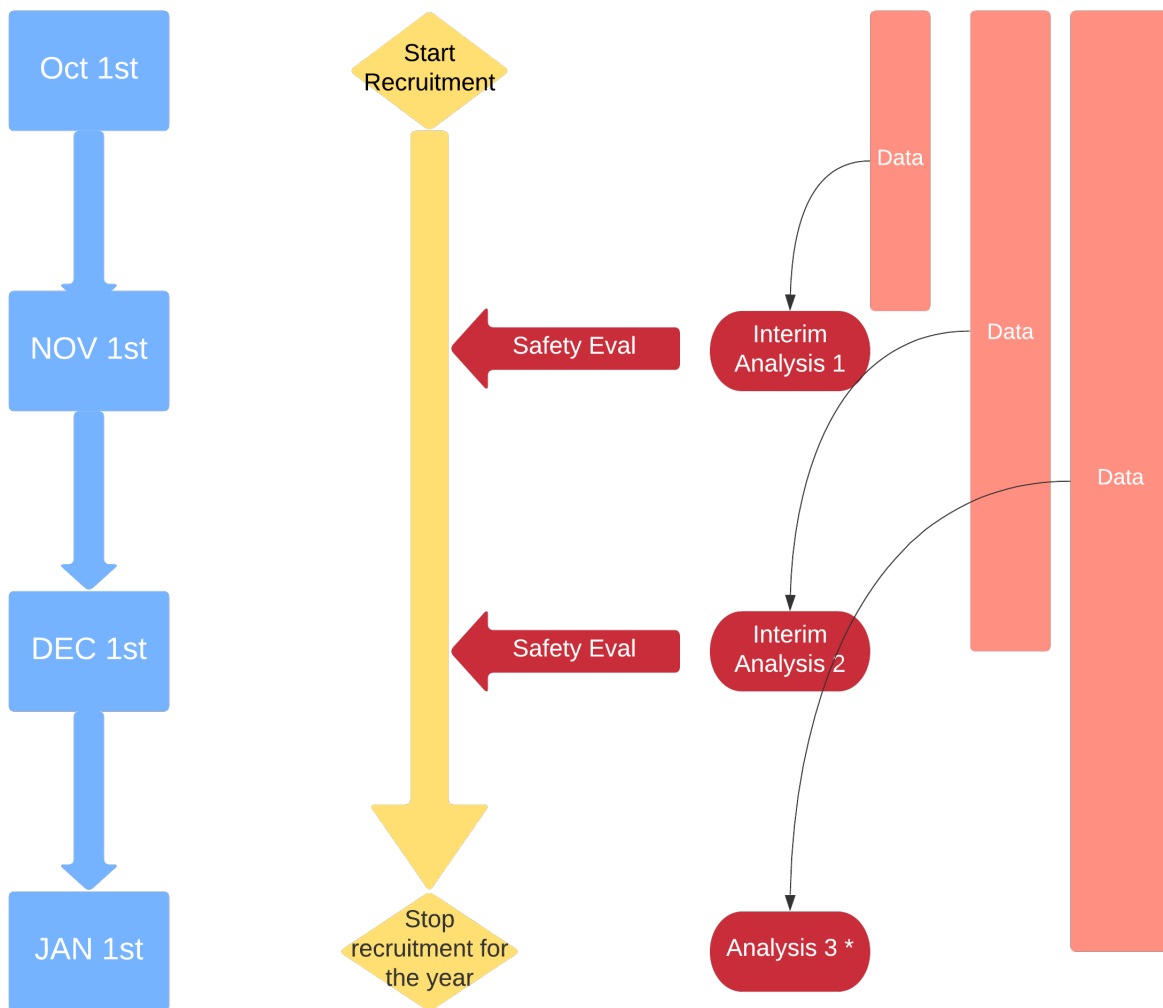 Oct 1st
Start
Recruitment
Data
NOV 1st
Safety Eval
Interim
Analysis 1
Data
Data
DEC 1st
Safety Eval
Interim
Analysis 2
JAN 1st
Stop
recruitment for
the year
Analysis 3 *